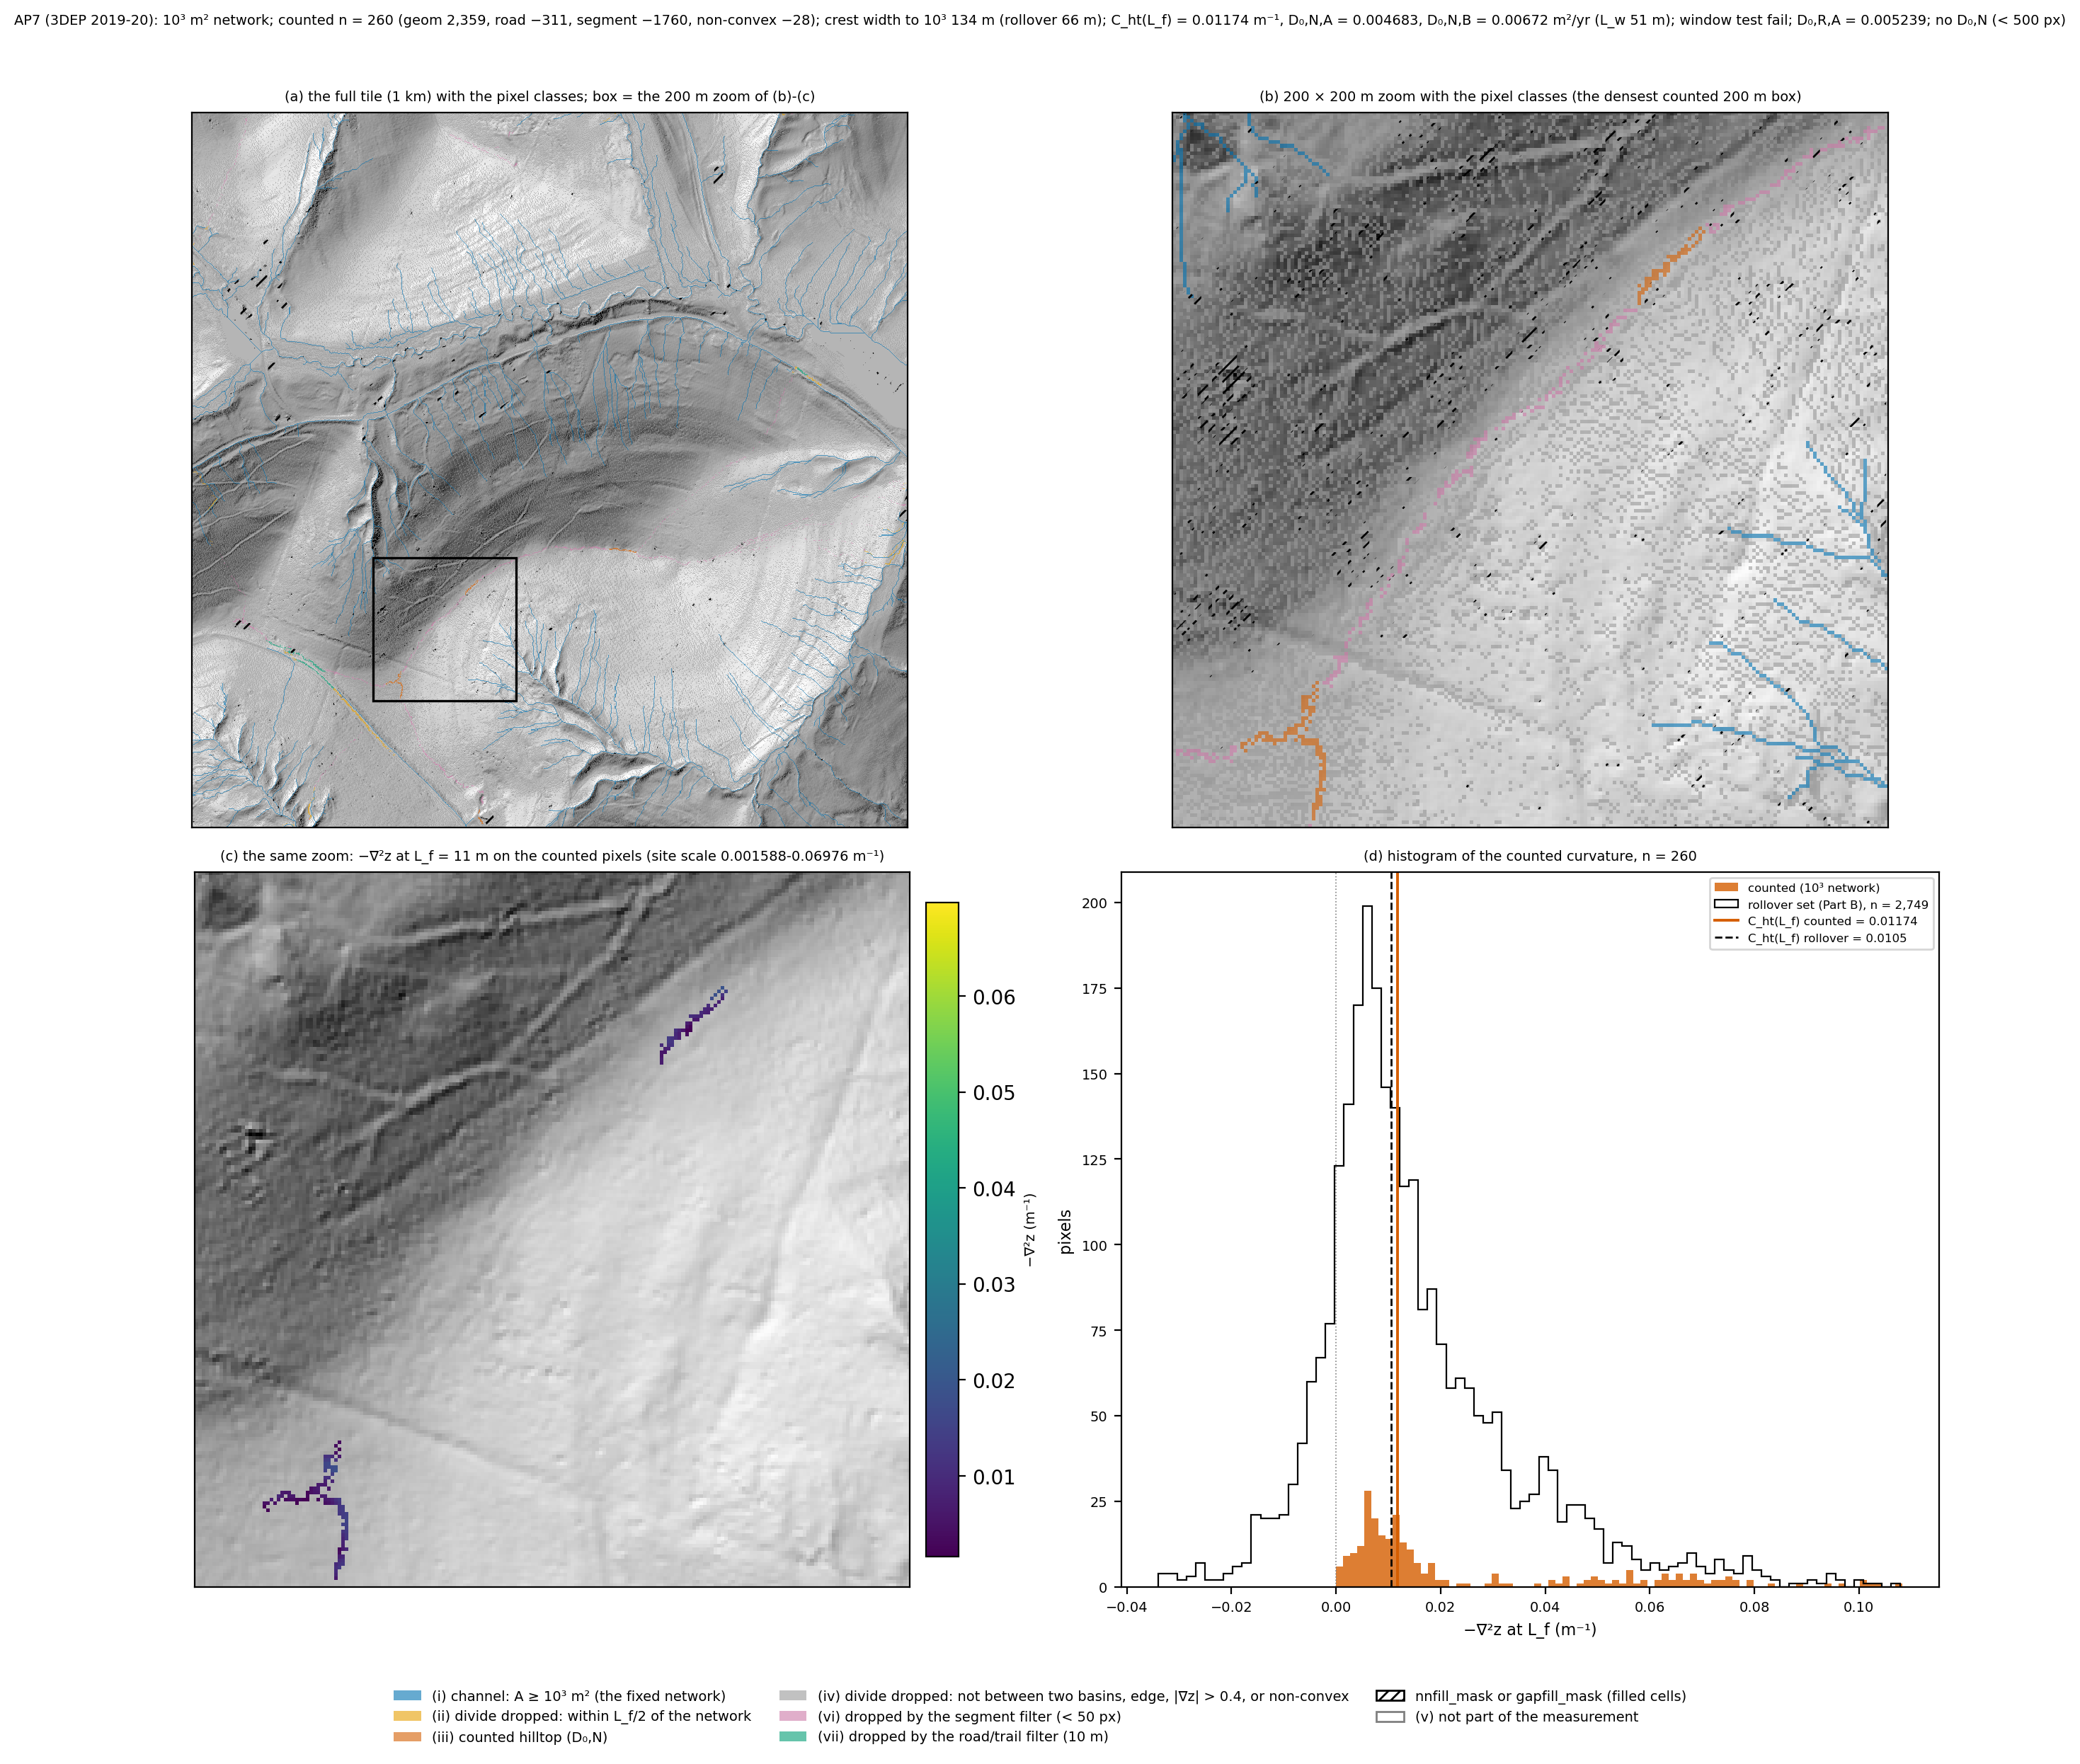 AP7 (3DEP 2019-20): 10³ m² network; counted n = 260 (geom 2,359, road −311, segment −1760, non-convex −28); crest width to 10³ 134 m (rollover 66 m); C_ht(L_f) = 0.01174 m⁻¹, D₀,N,A = 0.004683, D₀,N,B = 0.00672 m²/yr (L_w 51 m); window test fail; D₀,R,A = 0.005239; no D₀,N (< 500 px)
(a) the full tile (1 km) with the pixel classes; box = the 200 m zoom of (b)-(c)
(b) 200 × 200 m zoom with the pixel classes (the densest counted 200 m box)
(c) the same zoom: −∇²z at L_f = 11 m on the counted pixels (site scale 0.001588-0.06976 m⁻¹)
0.06
0.05
0.04
0.03
0.02
0.01
−∇²z (m⁻¹)
(d) histogram of the counted curvature, n = 260
counted (10³ network)
rollover set (Part B), n = 2,749
C_ht(L_f) counted = 0.01174
C_ht(L_f) rollover = 0.0105
200
175
150
125
100
75
50
25
0
pixels
−0.04 −0.02 0.00 0.02 0.04 0.06 0.08 0.10
−∇²z at L_f (m⁻¹)
(i) channel: A ≥ 10³ m² (the fixed network)
(ii) divide dropped: within L_f/2 of the network
(iii) counted hilltop (D₀,N)
(iv) divide dropped: not between two basins, edge, |∇z| > 0.4, or non-convex
(vi) dropped by the segment filter (< 50 px)
(vii) dropped by the road/trail filter (10 m)
nnfill_mask or gapfill_mask (filled cells)
(v) not part of the measurement